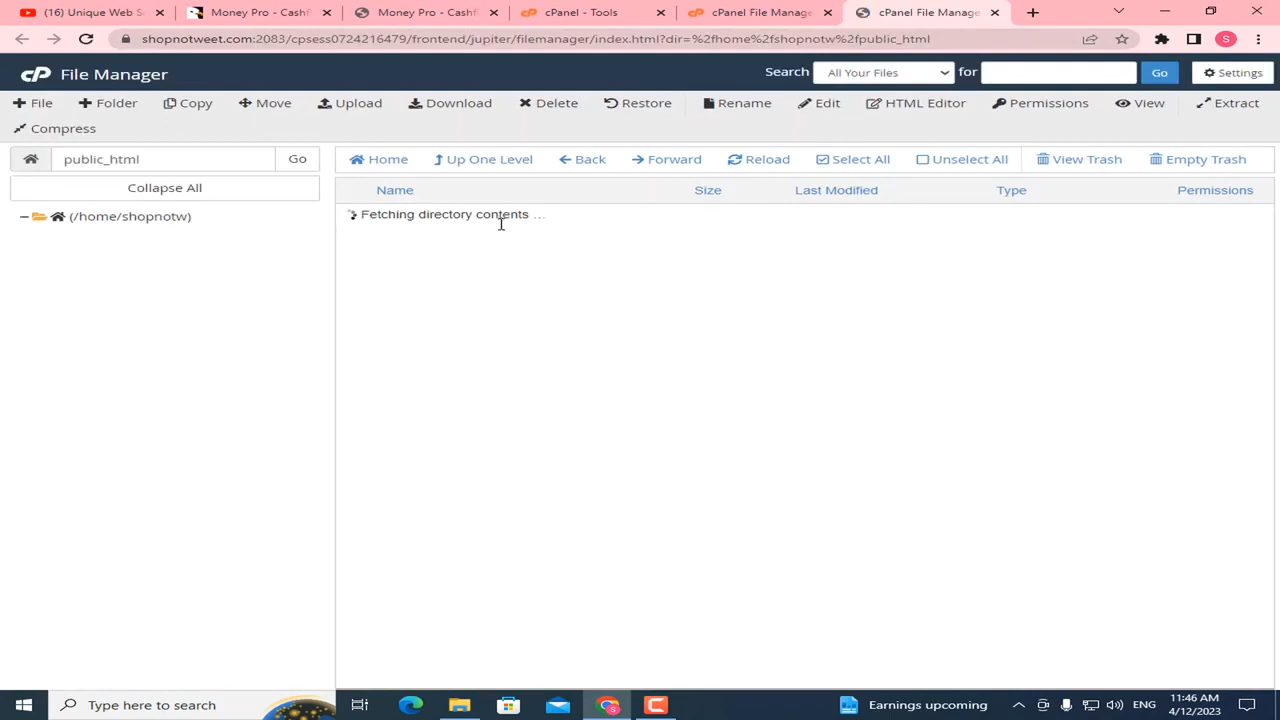 (16) Unique Web S
Money Pro - Cashf
Money Pro - Cashf
cPanel - Tools
cPanel File Manage
cPanel File Manage
shopnotweet.com:2083/cpsess0724216479/frontend/jupiter/filemanager/index.html?dir=%2fhome%2fshopnotw%2fpublic_html
S
cP File Manager
Search
All Your Files
for
Go
Settings
File
Folder
Copy
Move
Upload
Download
Delete
Restore
Rename
Edit
HTML Editor
Permissions
View
Extract
Compress
public_html
Go
Home
Up One Level
Back
Forward
Reload
Select All
Unselect All
View Trash
Empty Trash
Collapse All
Name
Size
Last Modified
Type
Permissions
(/home/shopnotw)
Fetching directory contents ...
Type here to search
Earnings upcoming
ENG
11:46 AM
4/12/2023